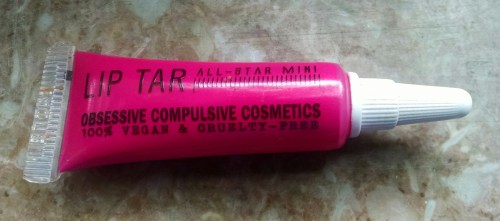 LIP TAR ALL-STAR MINI
OBSESSIVE COMPULSIVE COSMETICS
100% VEGAN & CRUELTY-FREE